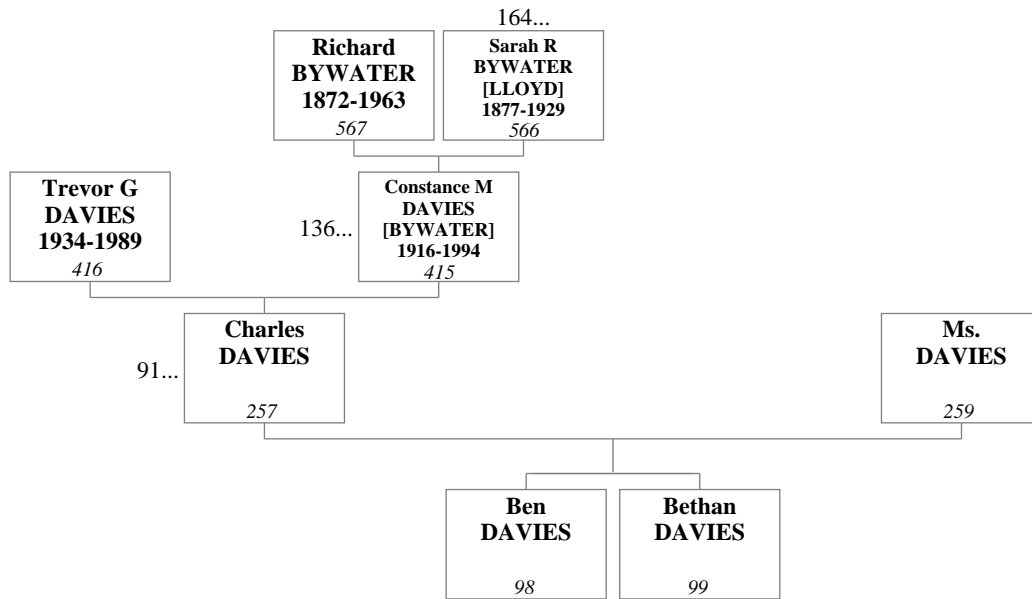 164...
Richard
BYWATER
1872-1963
567
Sarah R
BYWATER
[LLOYD]
1877-1929
566
Trevor G
DAVIES
1934-1989
416
136...
Constance M
DAVIES
[BYWATER]
1916-1994
415
91...
Charles
DAVIES
257
Ms.
DAVIES
259
Ben
DAVIES
98
Bethan
DAVIES
99